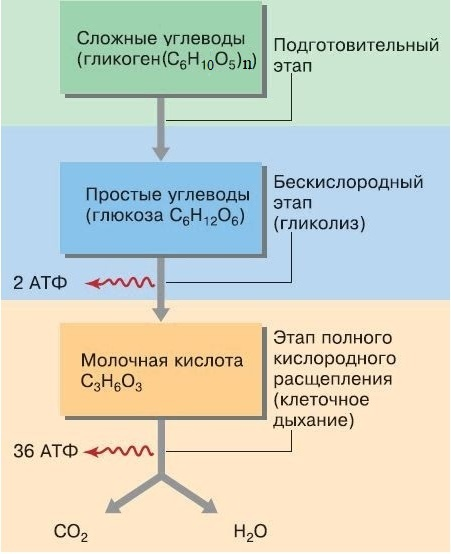 Сложные углеводы
(гликоген(C₆H₁₀O₅)n)
Подготовительный
этап
Простые углеводы
(глюкоза C₆H₁₂O₆)
Бескислородный
этап
(гликолиз)
2 АТФ
Молочная кислота
C₃H₆O₃
Этап полного
кислородного
расщепления
(клеточное
дыхание)
36 АТФ
CO₂
H₂O